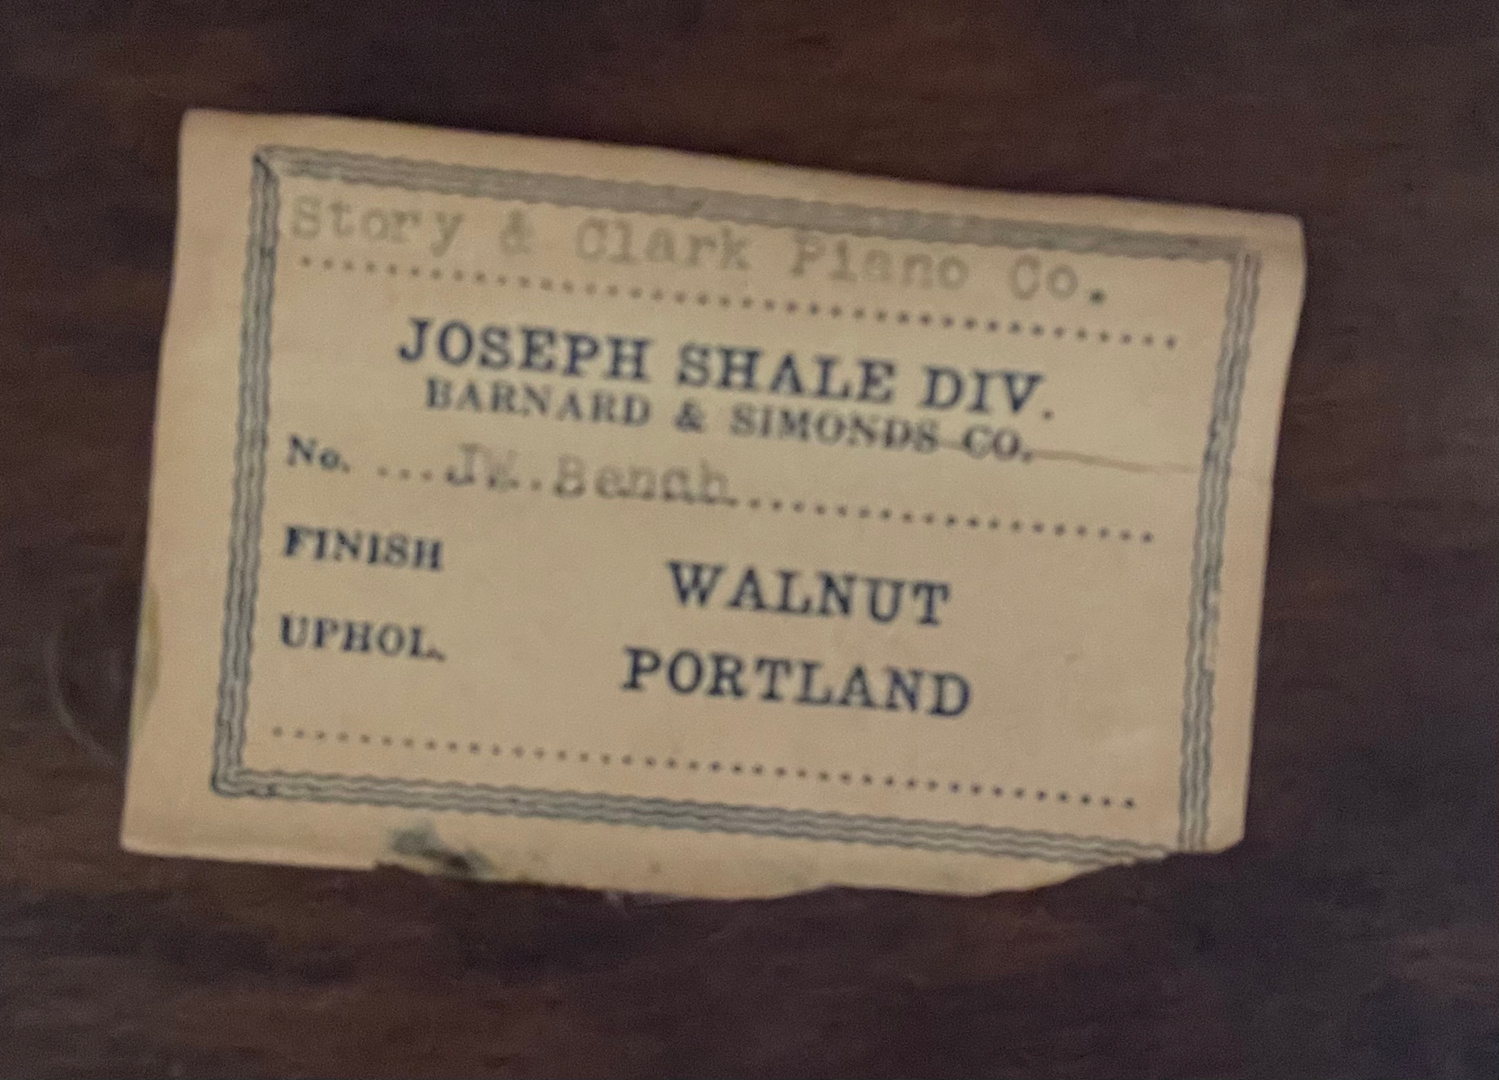 Story & Clark Piano Co.
JOSEPH SHALE DIV.
BARNARD & SIMONDS CO.
No. ...JW.Bench
FINISH WALNUT
UPHOL. PORTLAND